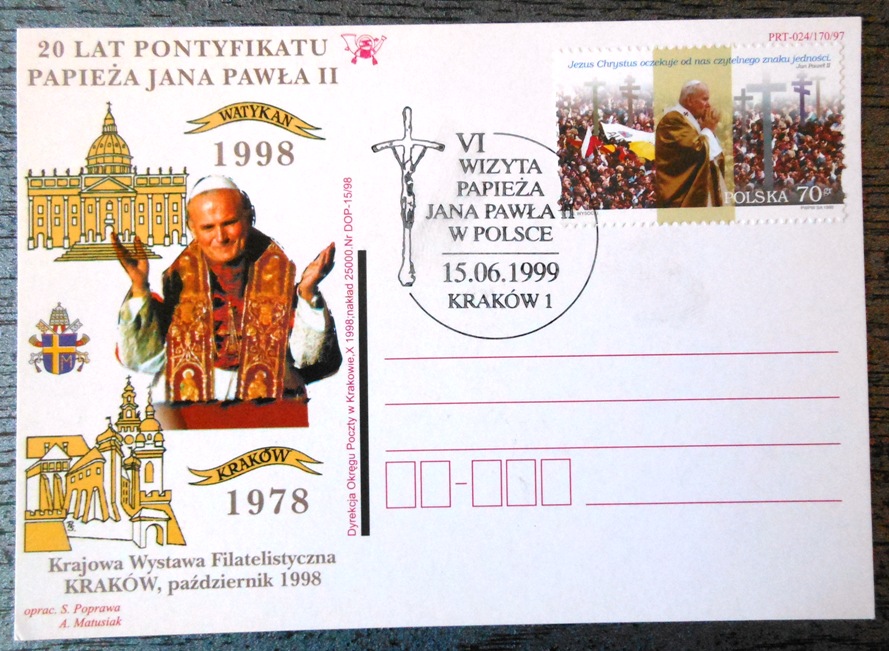 20 LAT PONTYFIKATU
PAPIEŻA JANA PAWŁA II
WATYKAN
1998
KRAKÓW
1978
Krajowa Wystawa Filatelistyczna
KRAKÓW, październik 1998
oprac. S. Poprawa
A. Matusiak
Dyrekcja Okręgu Poczty w Krakowie,X 1998;nakład 25000.Nr DOP-15/98
VI
WIZYTA
PAPIEŻA
JANA PAWŁA II
W POLSCE
15.06.1999
KRAKÓW 1
PRT-024/170/97
Jezus Chrystus oczekuje od nas czytelnego znaku jedności.
Jan Paweł II
POLSKA 70 gr
M